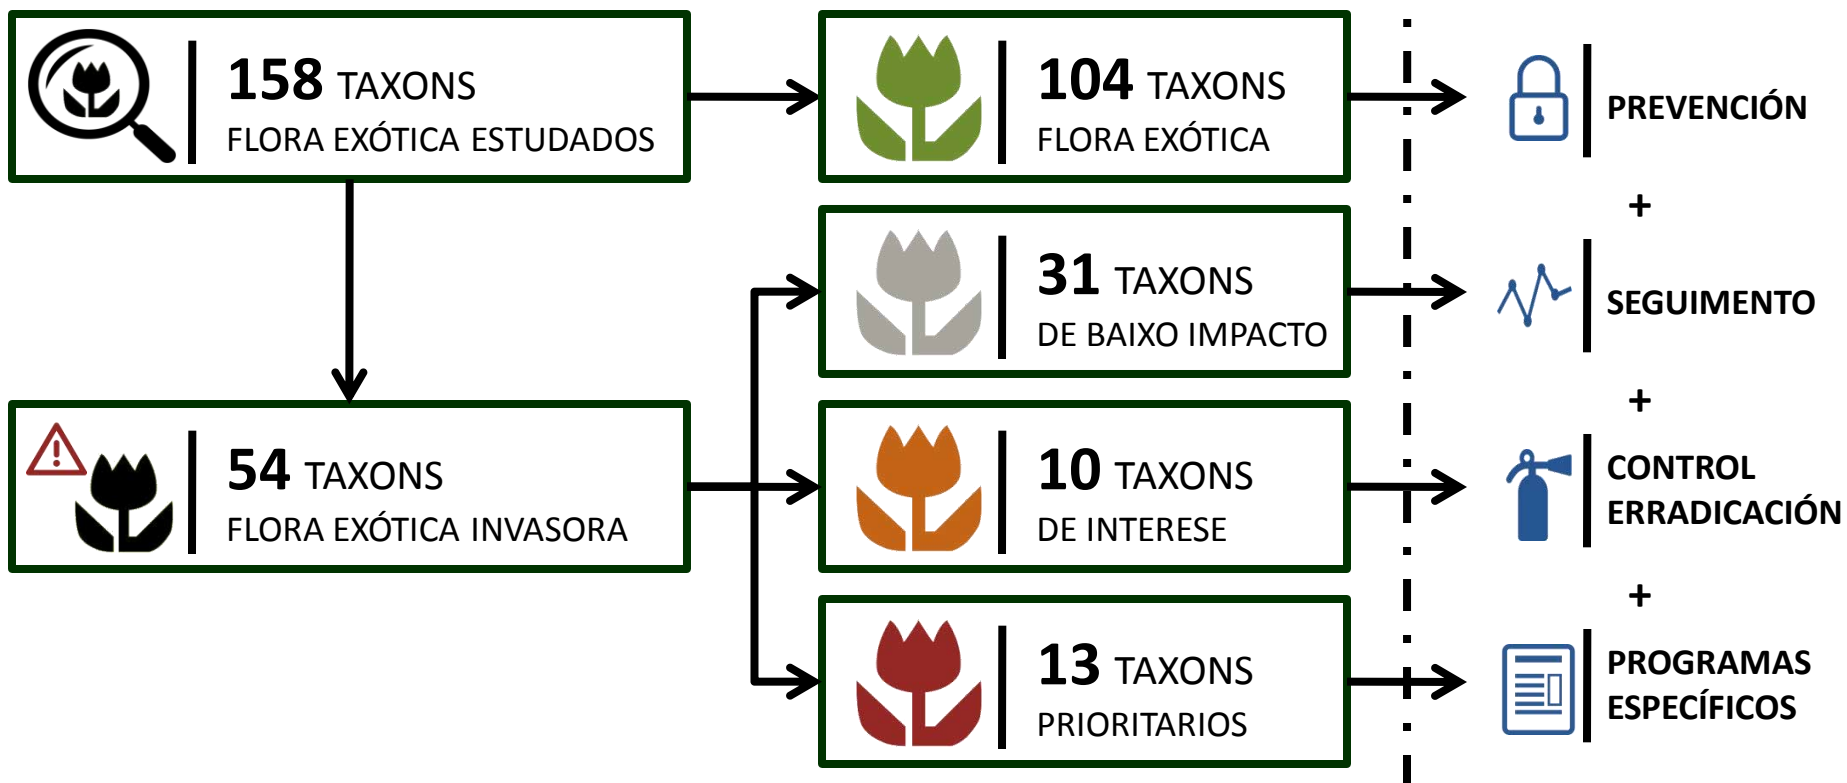 158 TAXONS
FLORA EXÓTICA ESTUDADOS
104 TAXONS
FLORA EXÓTICA
PREVENCIÓN
+
31 TAXONS
DE BAIXO IMPACTO
SEGUIMENTO
+
54 TAXONS
FLORA EXÓTICA INVASORA
10 TAXONS
DE INTERESE
CONTROL
ERRADICACIÓN
+
13 TAXONS
PRIORITARIOS
PROGRAMAS
ESPECÍFICOS